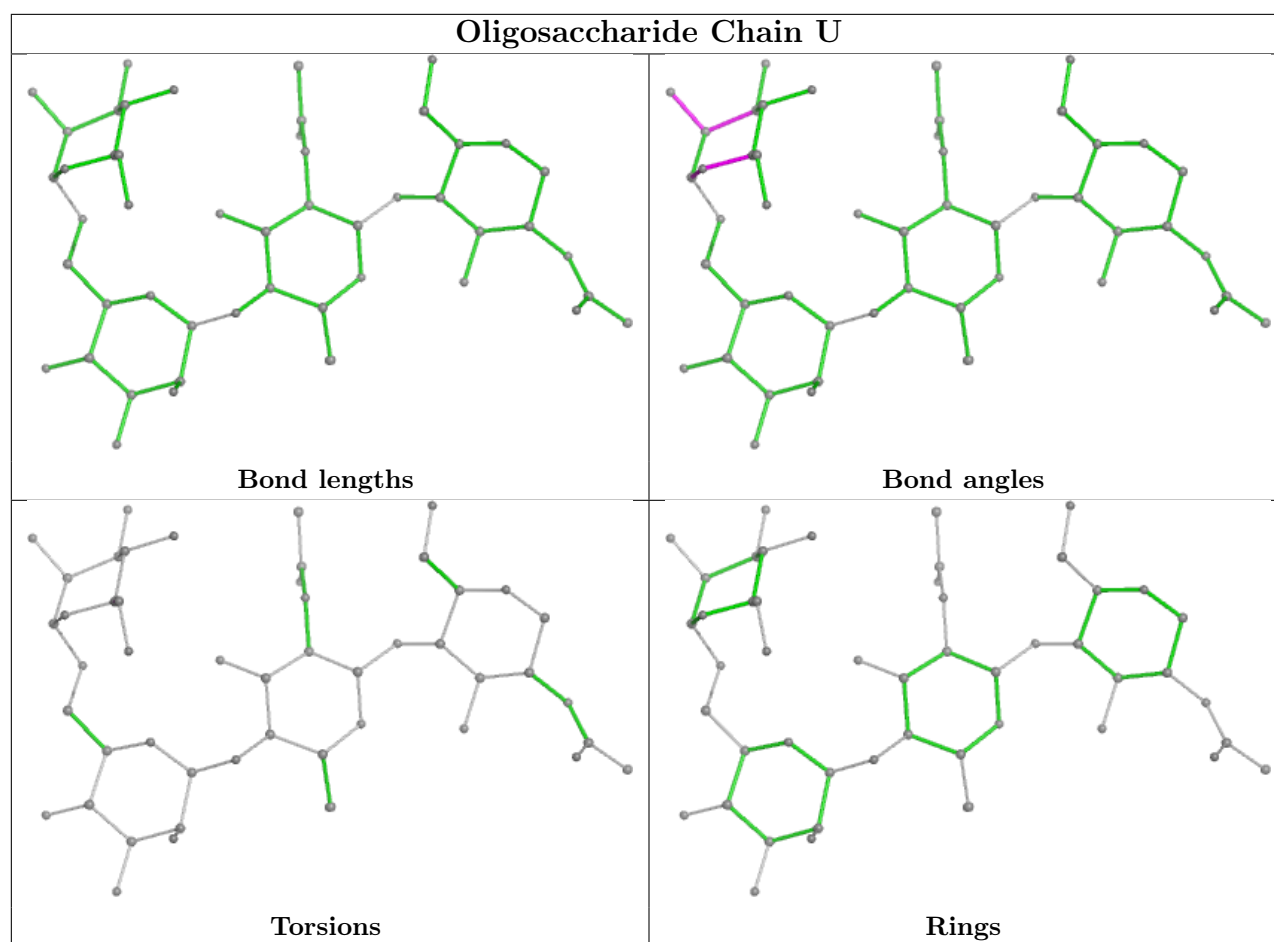 Oligosaccharide Chain U
Bond lengths
Bond angles
Torsions
Rings